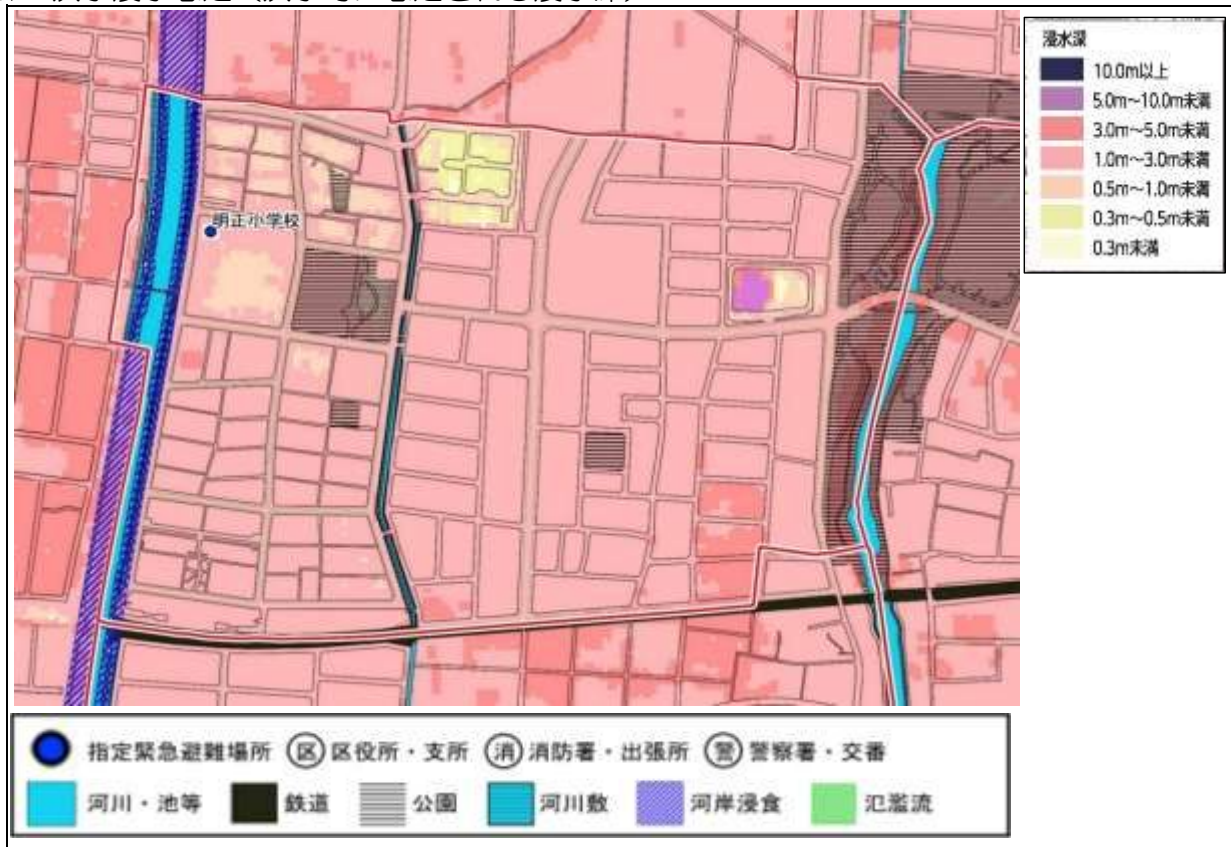 浸水深
10.0m以上
5.0m~10.0m未満
3.0m~5.0m未満
1.0m~3.0m未満
0.5m~1.0m未満
0.3m~0.5m未満
0.3m未満
明正小学校
指定緊急避難場所 区 区役所・支所 消 消防署・出張所 警 警察署・交番
河川・池等 鉄道 公園 河川敷 河岸浸食 氾濫流